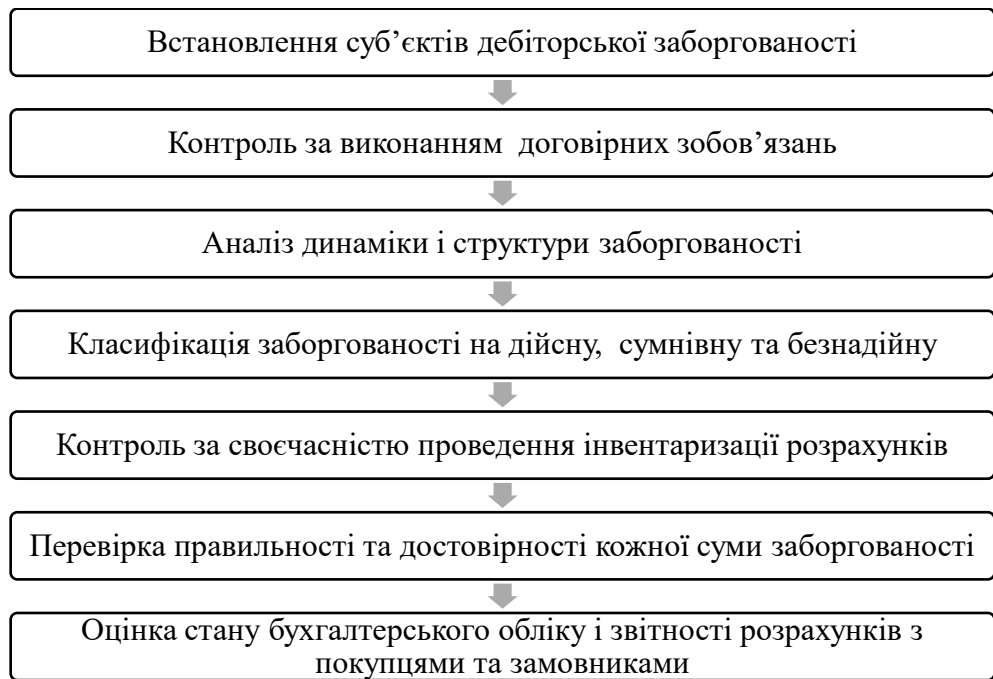 Встановлення суб’єктів дебіторської заборгованості
Контроль за виконанням договірних зобов’язань
Аналіз динаміки і структури заборгованості
Класифікація заборгованості на дійсну, сумнівну та безнадійну
Контроль за своєчасністю проведення інвентаризації розрахунків
Перевірка правильності та достовірності кожної суми заборгованості
Оцінка стану бухгалтерського обліку і звітності розрахунків з
покупцями та замовниками